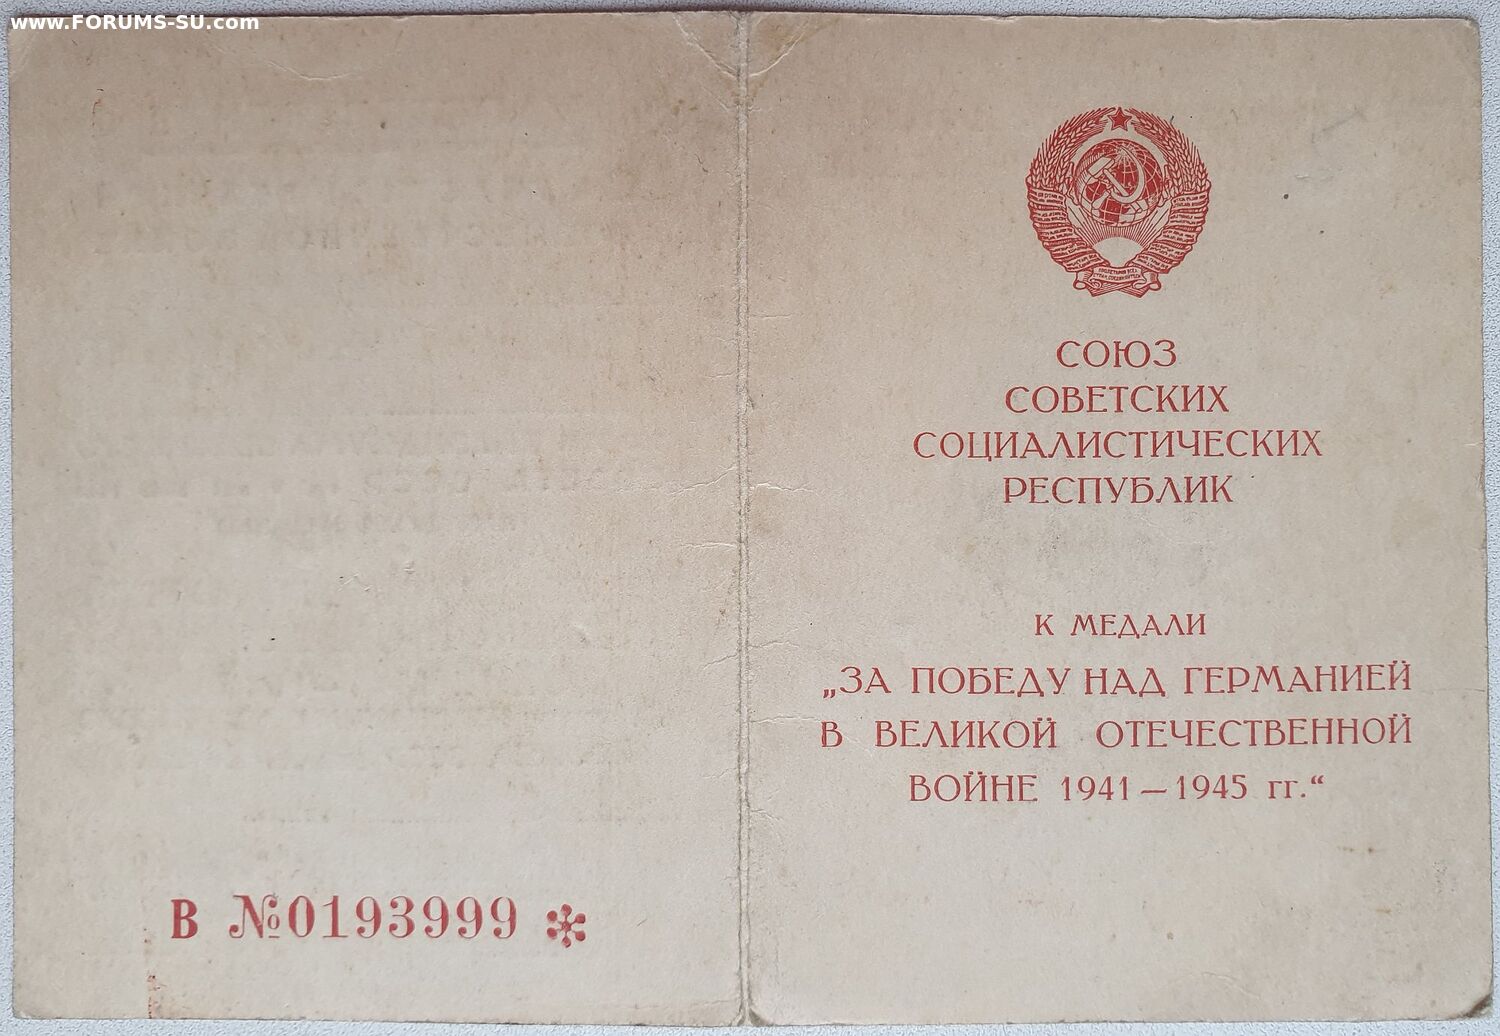 www.FORUMS-SU.com
В №0193999 *
СОЮЗ
СОВЕТСКИХ
СОЦИАЛИСТИЧЕСКИХ
РЕСПУБЛИК
К МЕДАЛИ
„ЗА ПОБЕДУ НАД ГЕРМАНИЕЙ
В ВЕЛИКОЙ ОТЕЧЕСТВЕННОЙ
ВОЙНЕ 1941—1945 гг.“